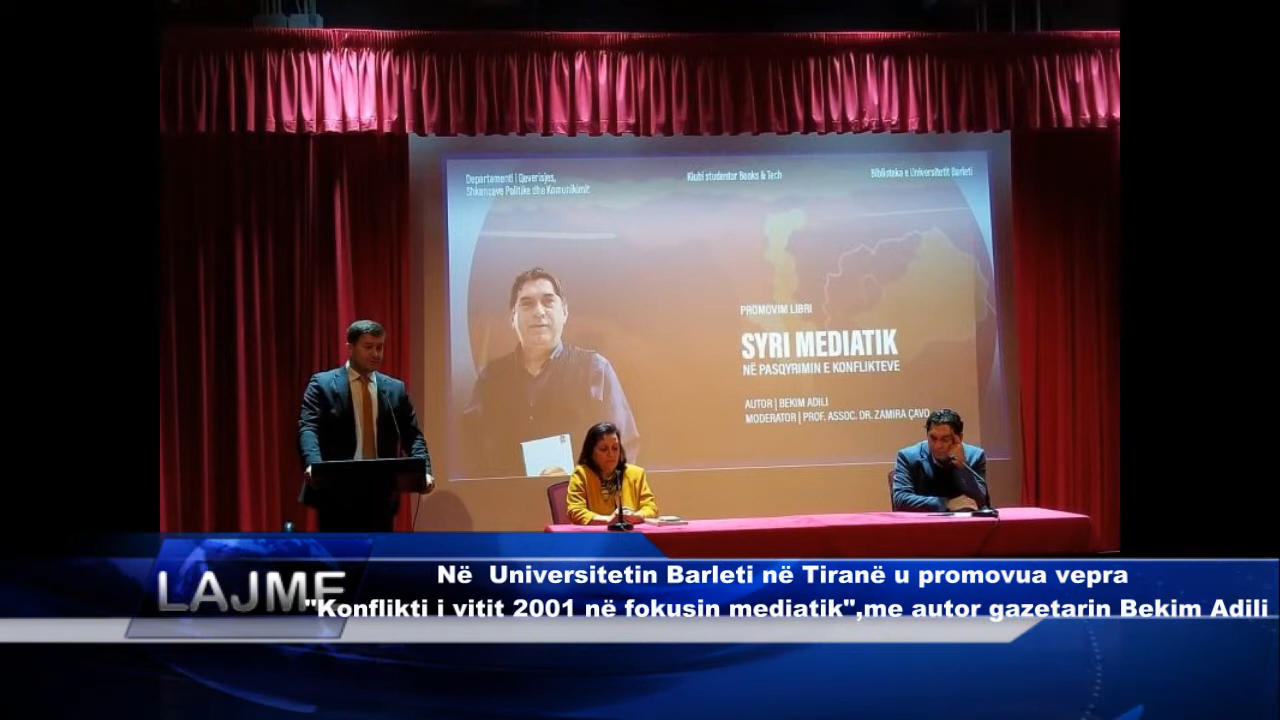 Departamenti i Qeverisjes,
Shkencave Politike dhe Komunikimit
Klubi studentor Books & Tech
Biblioteka e Universitetit Barleti
PROMOVIM LIBRI
SYRI MEDIATIK
NË PASQYRIMIN E KONFLIKTEVE
AUTOR | BEKIM ADILI
MODERATOR | PROF. ASSOC. DR. ZAMIRA ÇAVO
LAJME
Në Universitetin Barleti në Tiranë u promovua vepra
"Konflikti i vitit 2001 në fokusin mediatik",me autor gazetarin Bekim Adili